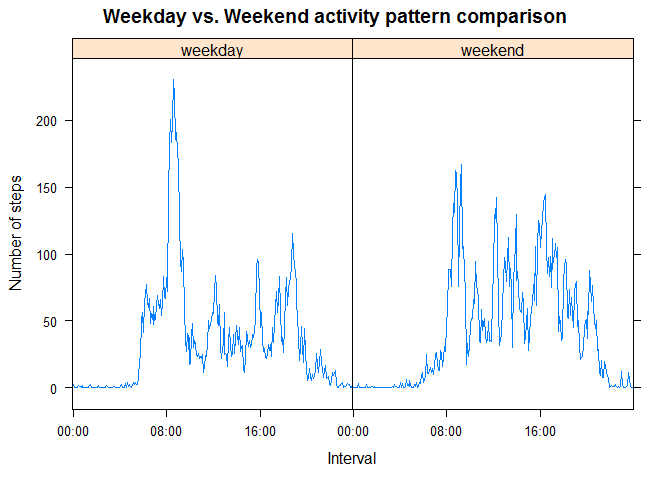 Weekday vs. Weekend activity pattern comparison
weekday weekend
Number of steps
200
150
100
50
0
00:00 08:00 16:00 00:00 08:00 16:00
Interval